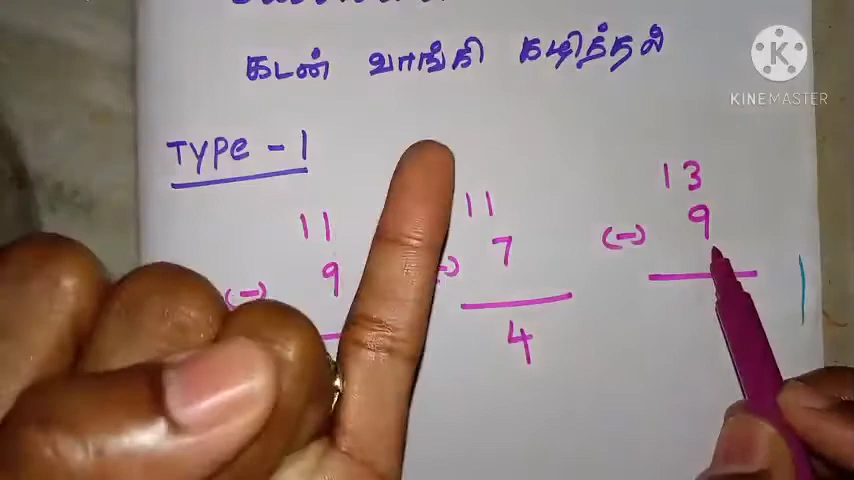 கடன் வாங்கி கழித்தல்
K
KINEMASTER
TYPE - 1
11 11 13
(-) 9 7 (-) 9
4